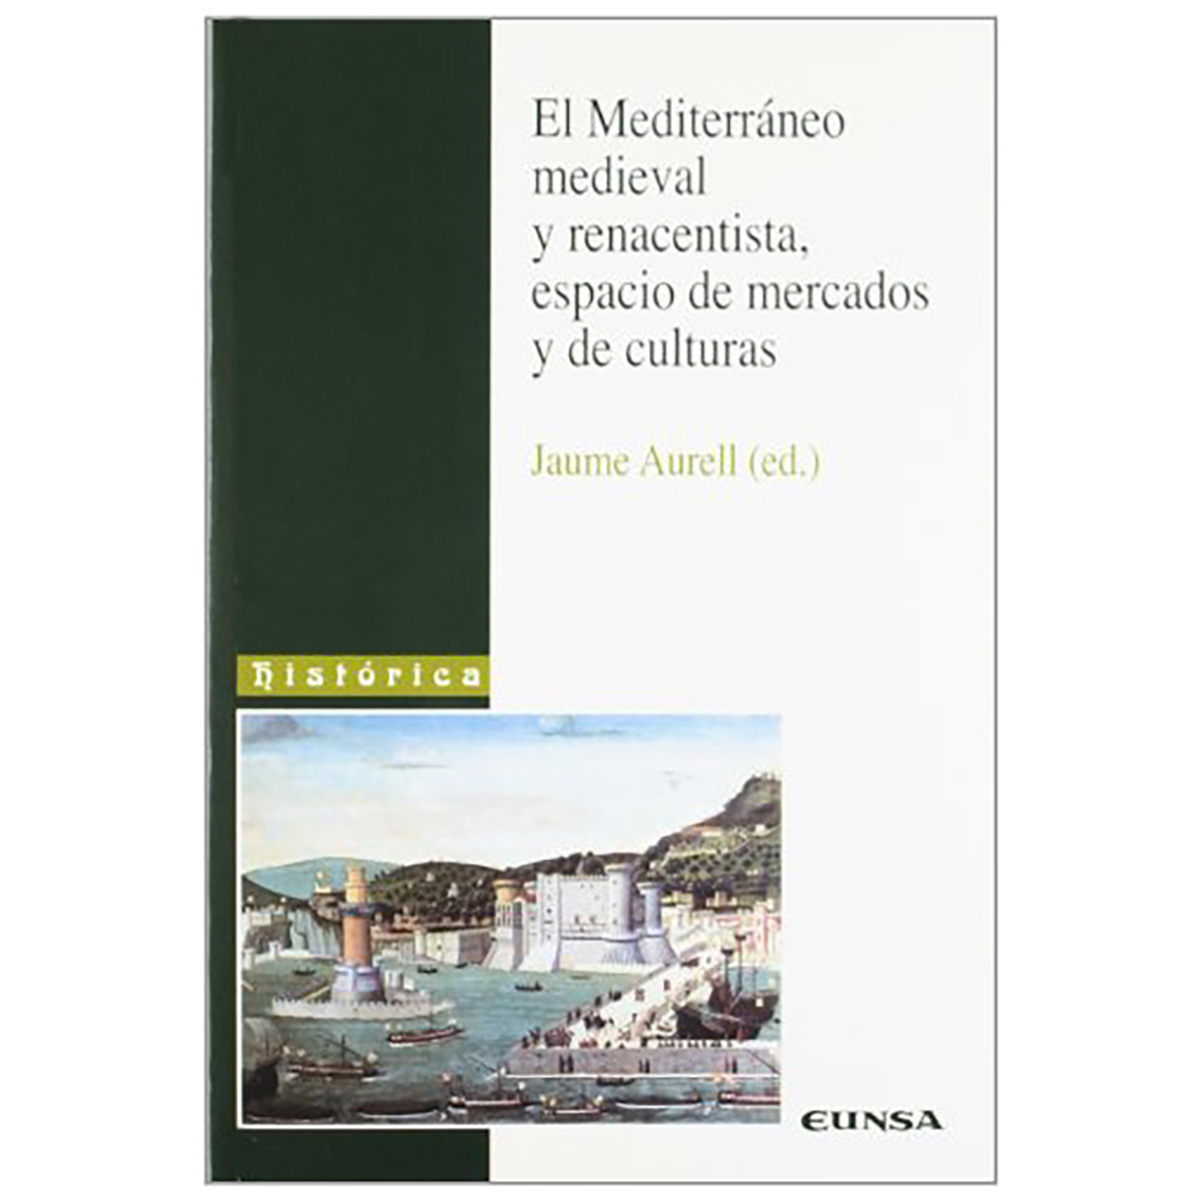 El Mediterráneo
medieval
y renacentista,
espacio de mercados
y de culturas
Jaume Aurell (ed.)
histórica
EUNSA